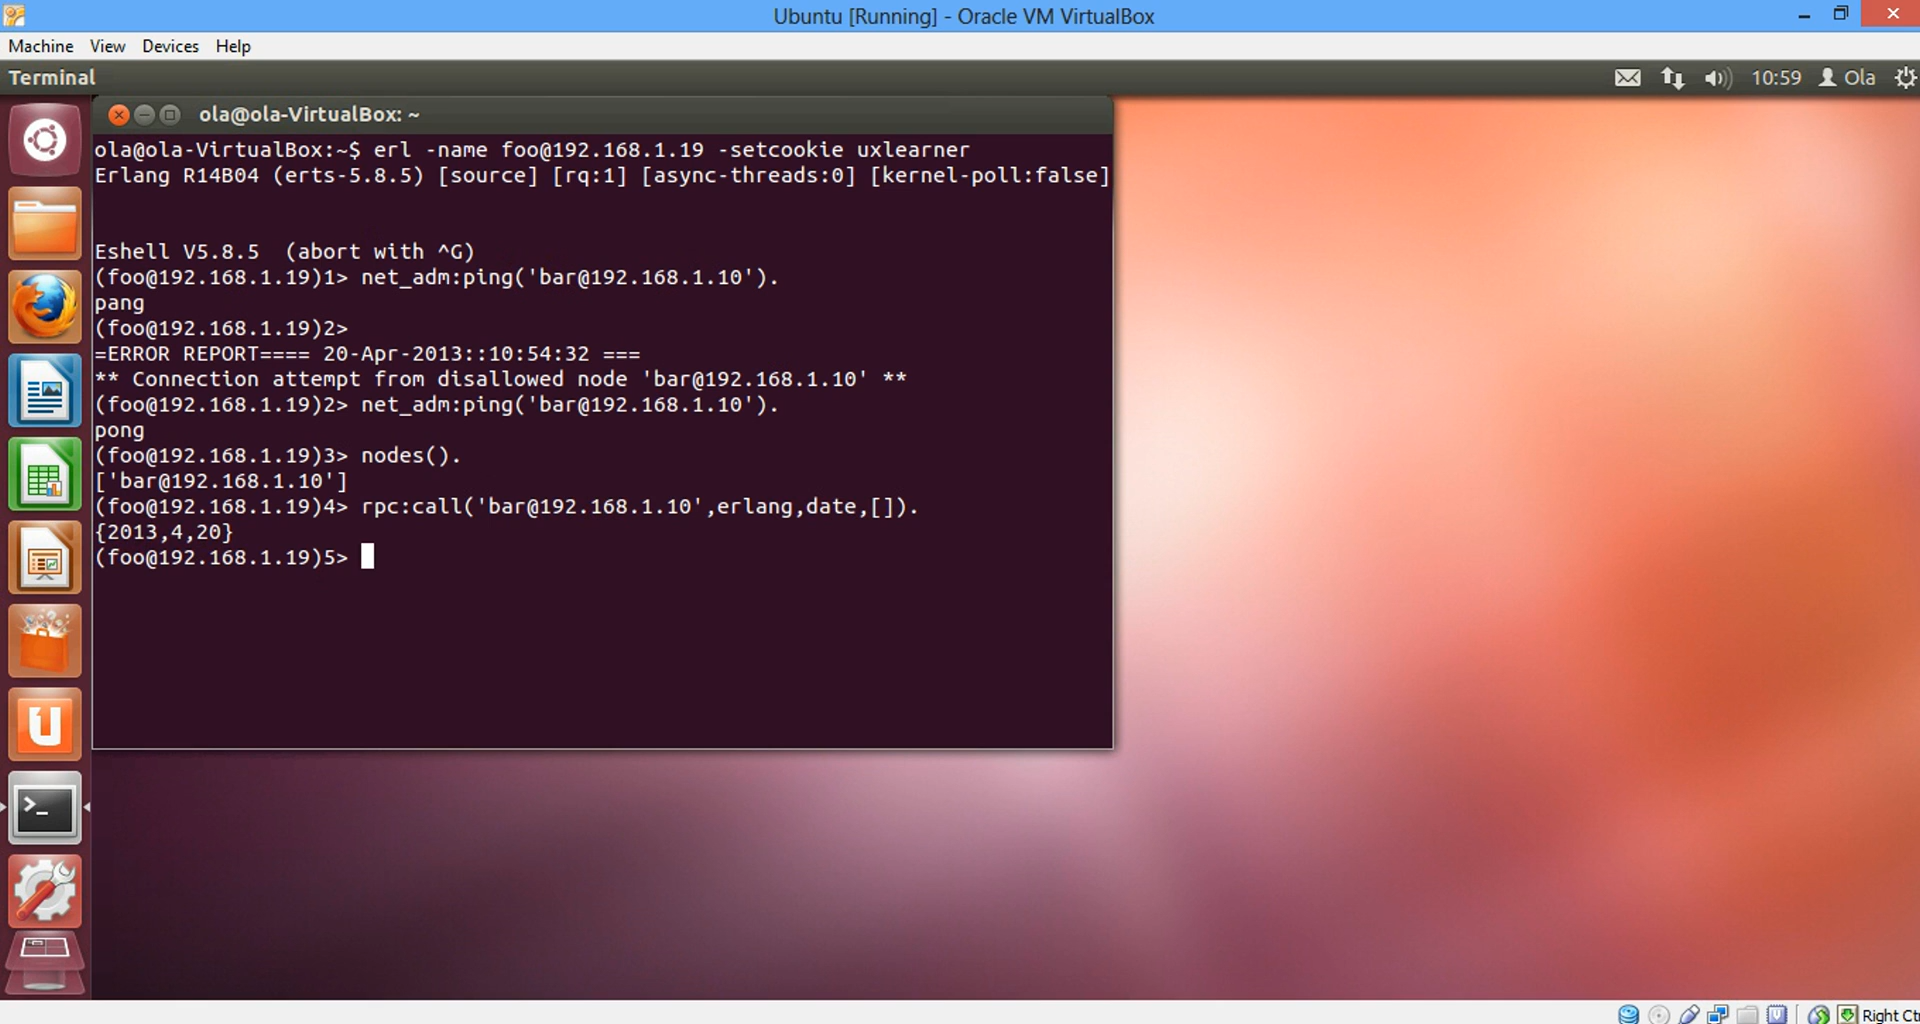 Ubuntu [Running] - Oracle VM VirtualBox
Machine View Devices Help
Terminal
10:59 Ola
ola@ola-VirtualBox: ~
ola@ola-VirtualBox:~$ erl -name foo@192.168.1.19 -setcookie uxlearner
Erlang R14B04 (erts-5.8.5) [source] [rq:1] [async-threads:0] [kernel-poll:false]
Eshell V5.8.5  (abort with ^G)
(foo@192.168.1.19)1> net_adm:ping('bar@192.168.1.10').
pang
(foo@192.168.1.19)2>
=ERROR REPORT==== 20-Apr-2013::10:54:32 ===
** Connection attempt from disallowed node 'bar@192.168.1.10' **
(foo@192.168.1.19)2> net_adm:ping('bar@192.168.1.10').
pong
(foo@192.168.1.19)3> nodes().
['bar@192.168.1.10']
(foo@192.168.1.19)4> rpc:call('bar@192.168.1.10',erlang,date,[]).
{2013,4,20}
(foo@192.168.1.19)5>
Right Ct